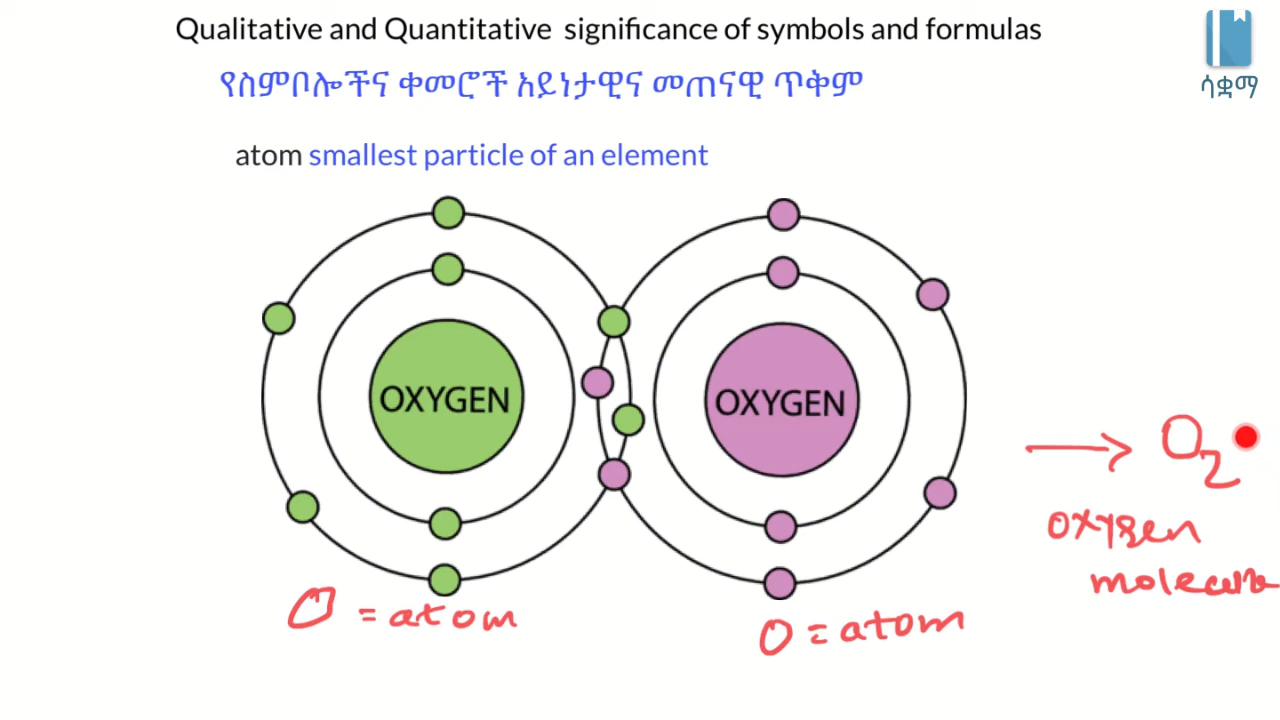 Qualitative and Quantitative significance of symbols and formulas
የስምቦሎችና ቀመሮች አይነታዊና መጠናዊ ጥቅም
ሳቋማ
atom smallest particle of an element
OXYGEN OXYGEN
→ O2
oxygen
molecule
O = atom O = atom